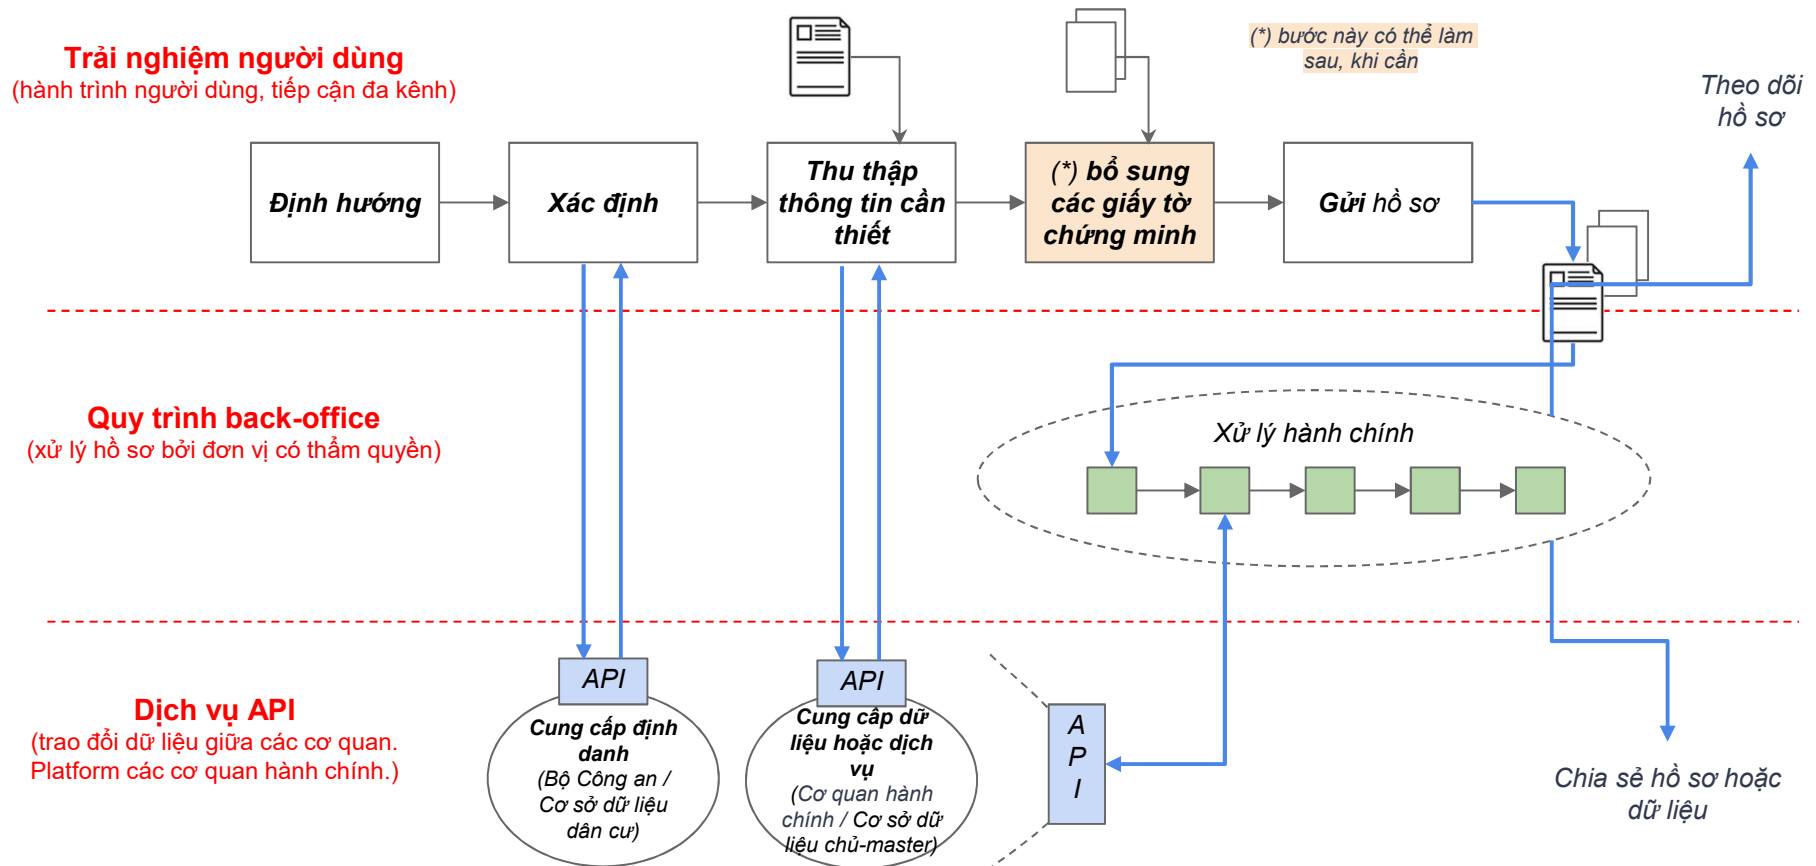 Trải nghiệm người dùng
(hành trình người dùng, tiếp cận đa kênh)
(*) bước này có thể làm
sau, khi cần
Theo dõi
hồ sơ
Định hướng
Xác định
Thu thập
thông tin cần
thiết
(*) bổ sung
các giấy tờ
chứng minh
Gửi hồ sơ
Quy trình back-office
(xử lý hồ sơ bởi đơn vị có thẩm quyền)
Xử lý hành chính
Dịch vụ API
(trao đổi dữ liệu giữa các cơ quan.
Platform các cơ quan hành chính.)
API
Cung cấp định
danh
(Bộ Công an /
Cơ sở dữ liệu
dân cư)
API
Cung cấp dữ
liệu hoặc dịch
vụ
(Cơ quan hành
chính / Cơ sở dữ
liệu chủ-master)
A
P
I
Chia sẻ hồ sơ hoặc
dữ liệu